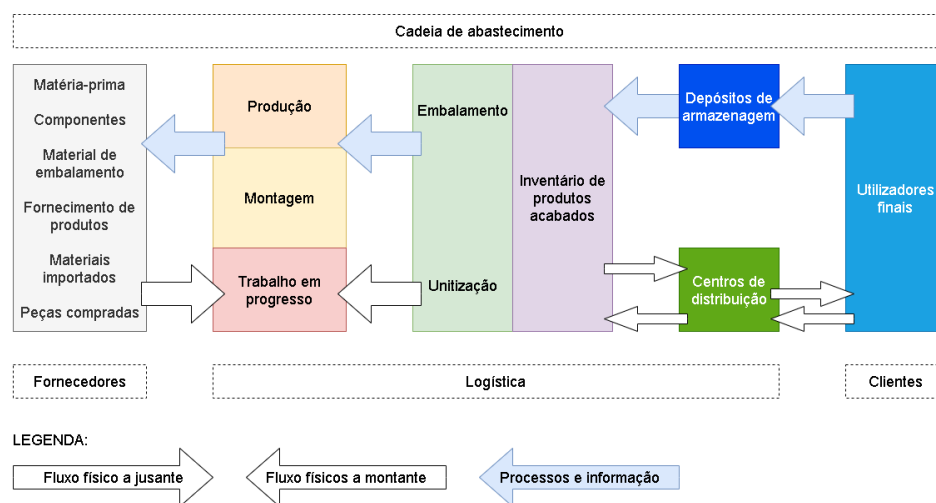 Cadeia de abastecimento
Matéria-prima
Componentes
Material de
embalamento
Fornecimento de
produtos
Materiais
importados
Peças compradas
Produção
Montagem
Trabalho em
progresso
Embalamento
Unitização
Inventário de
produtos
acabados
Depósitos de
armazenagem
Centros de
distribuição
Utilizadores
finais
Fornecedores
Logística
Clientes
LEGENDA:
Fluxo físico a jusante
Fluxo físicos a montante
Processos e informação